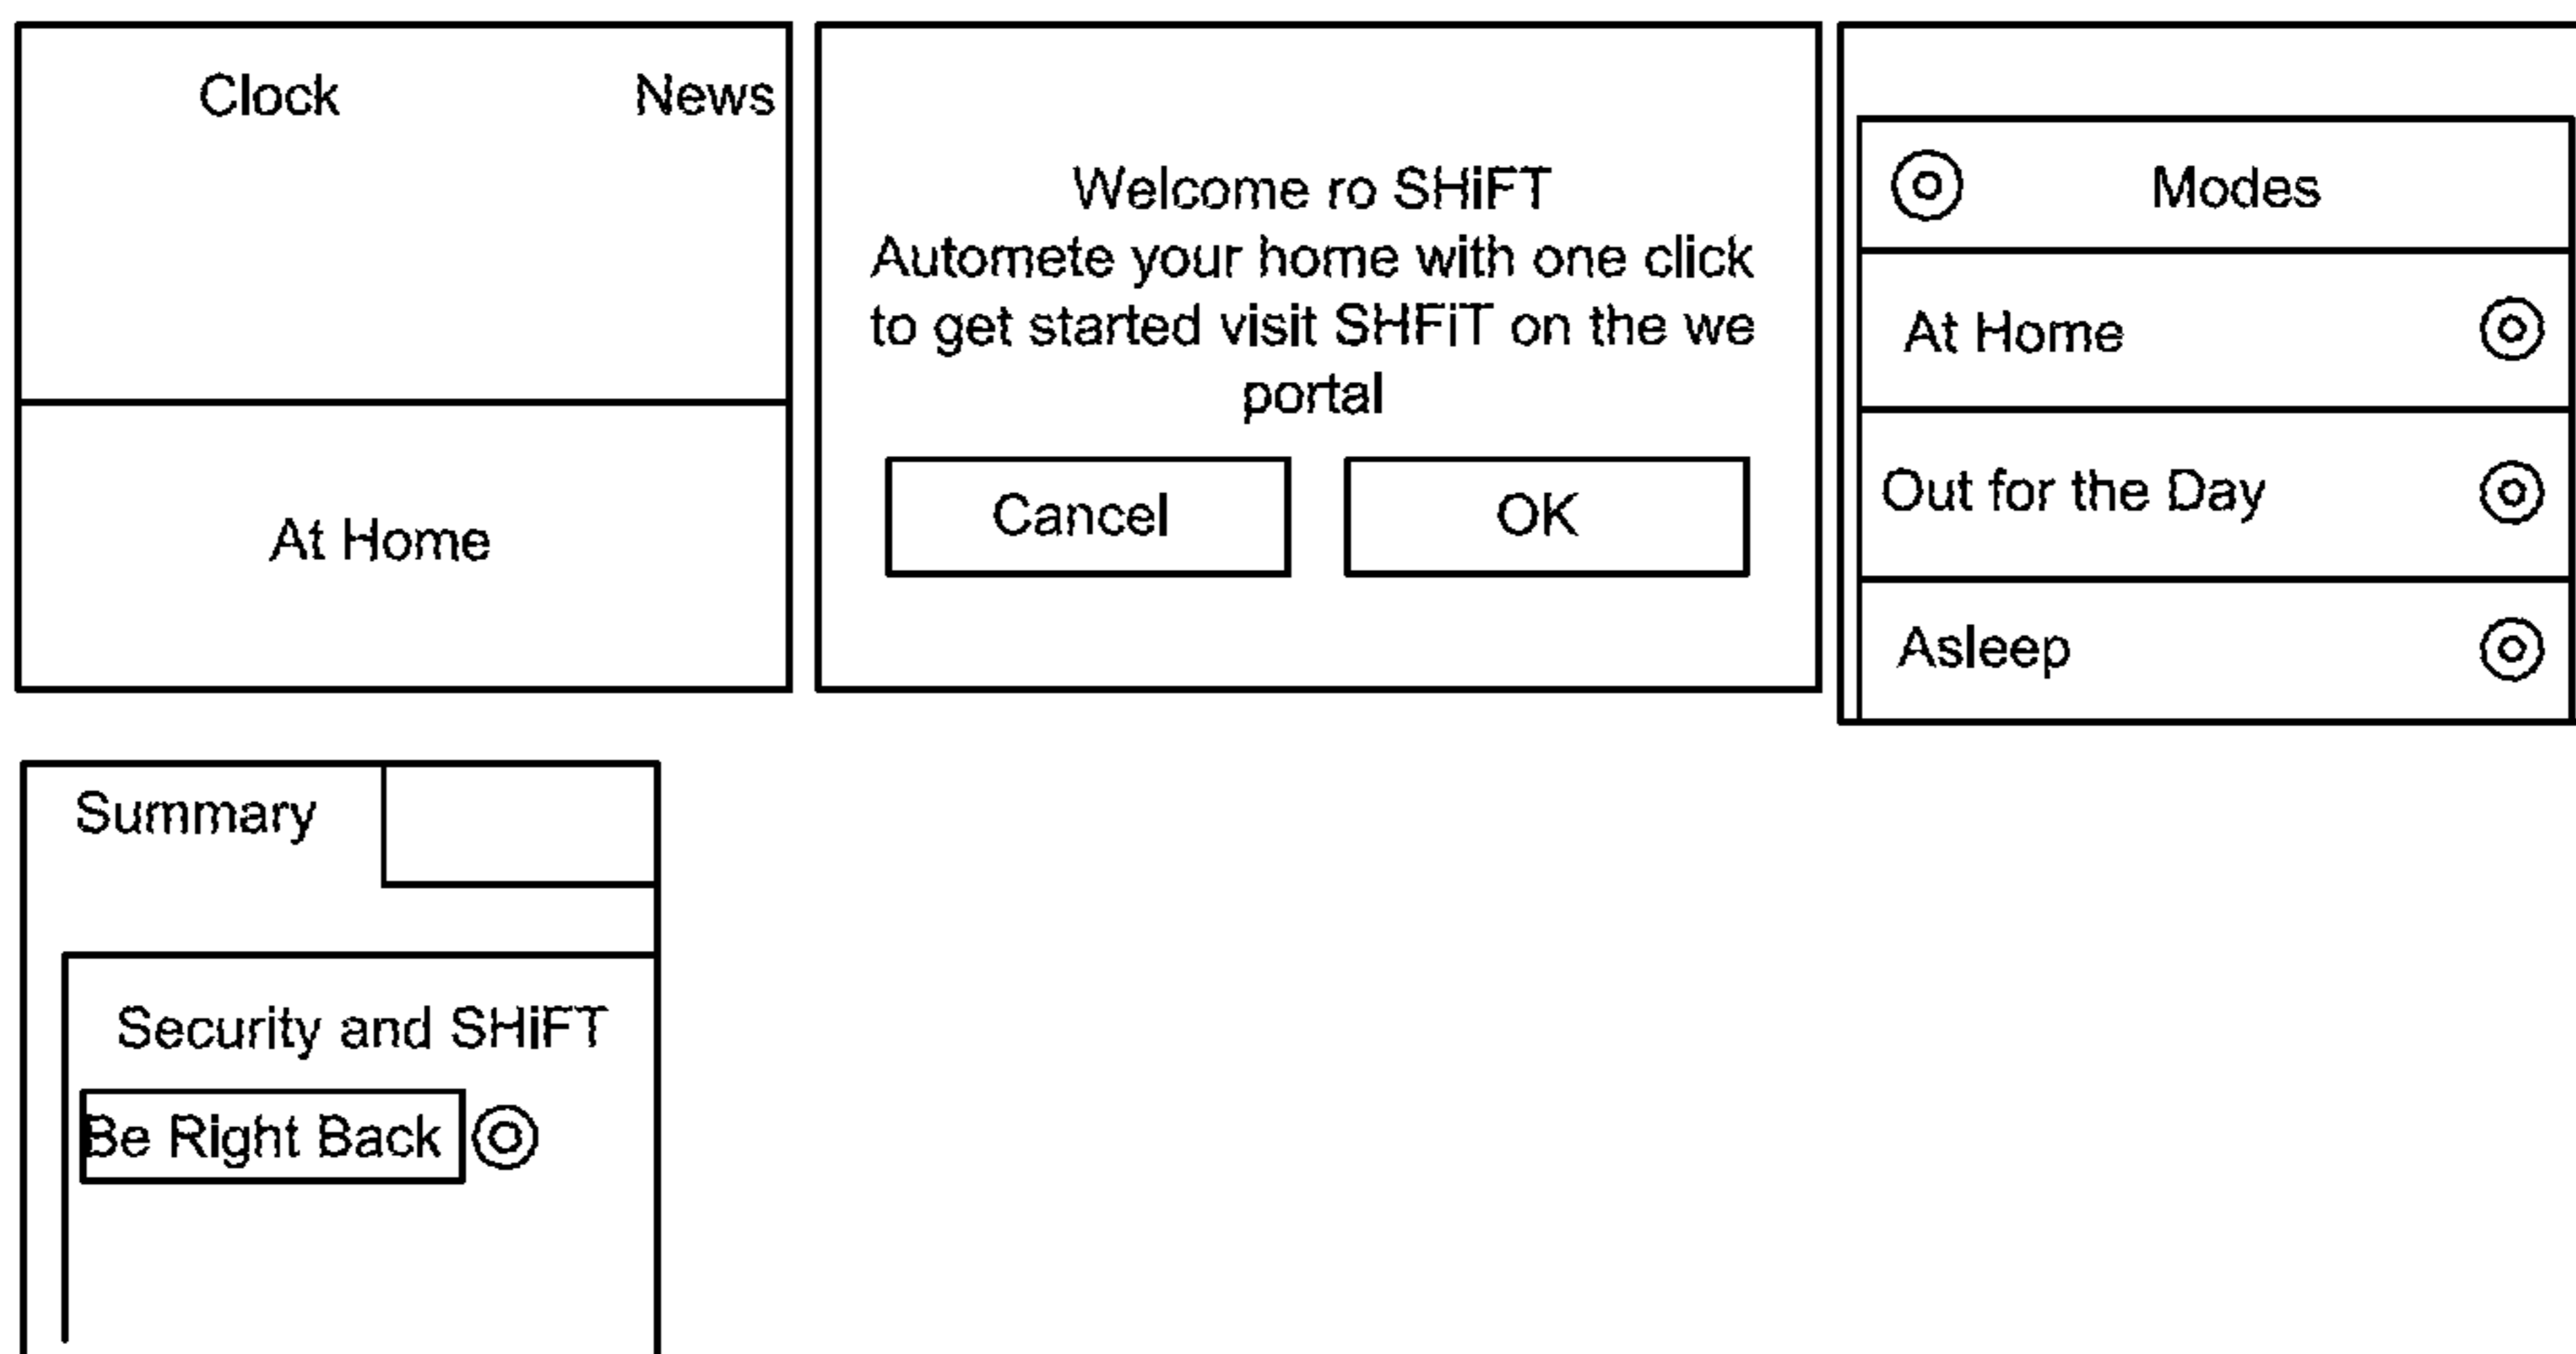 Clock News
At Home
Welcome ro SHiFT
Automete your home with one click
to get started visit SHFiT on the we
portal
Cancel OK
Modes
At Home
Out for the Day
Asleep
Summary
Security and SHiFT
Be Right Back